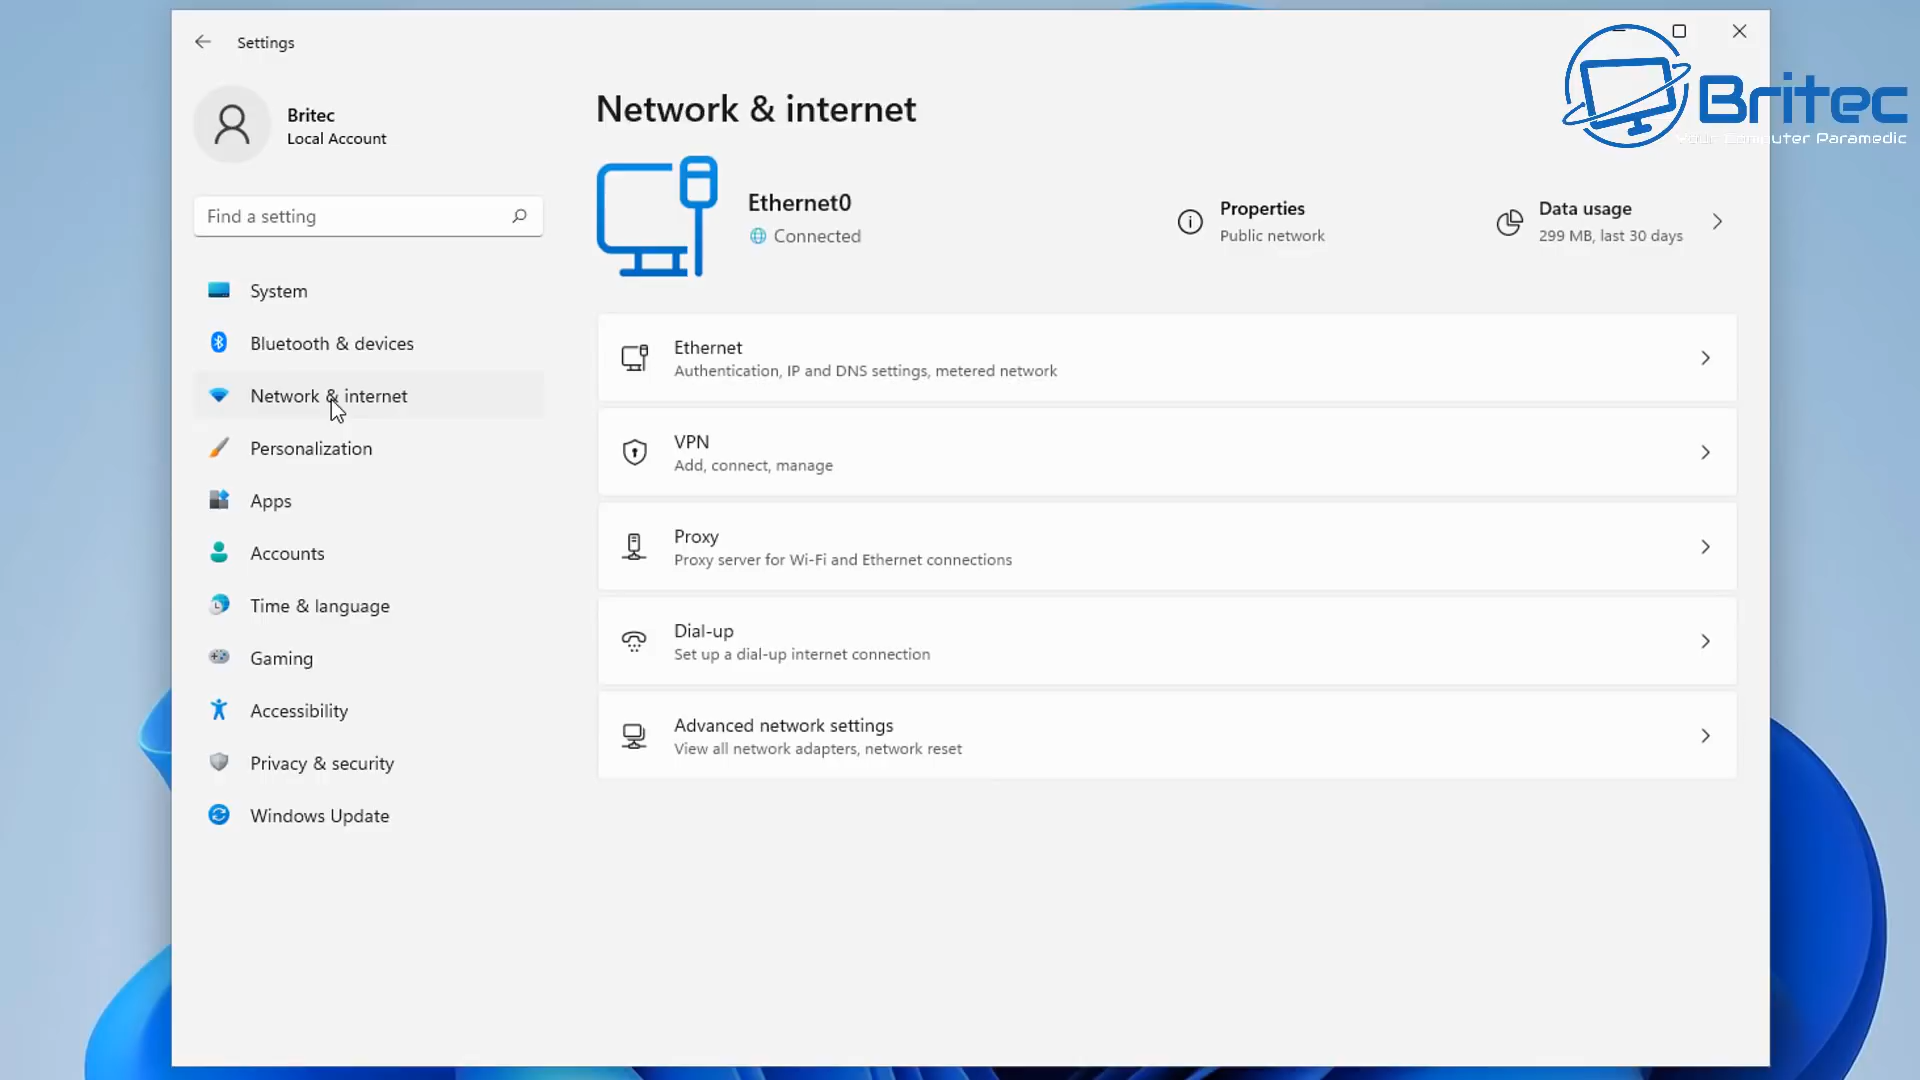 Settings
Britec
Local Account
Find a setting
System
Bluetooth & devices
Network & internet
Personalization
Apps
Accounts
Time & language
Gaming
Accessibility
Privacy & security
Windows Update
Network & internet
Ethernet0
Connected
Properties
Public network
Data usage
299 MB, last 30 days
Ethernet
Authentication, IP and DNS settings, metered network
VPN
Add, connect, manage
Proxy
Proxy server for Wi-Fi and Ethernet connections
Dial-up
Set up a dial-up internet connection
Advanced network settings
View all network adapters, network reset
Britec
Your Computer Paramedic